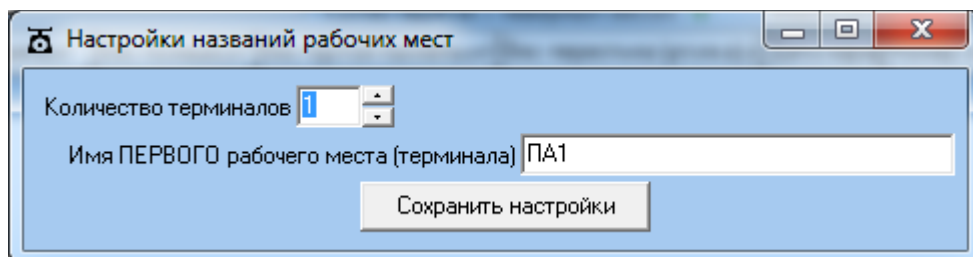 Настройки названий рабочих мест
Количество терминалов 1
Имя ПЕРВОГО рабочего места (терминала) ПА1
Сохранить настройки